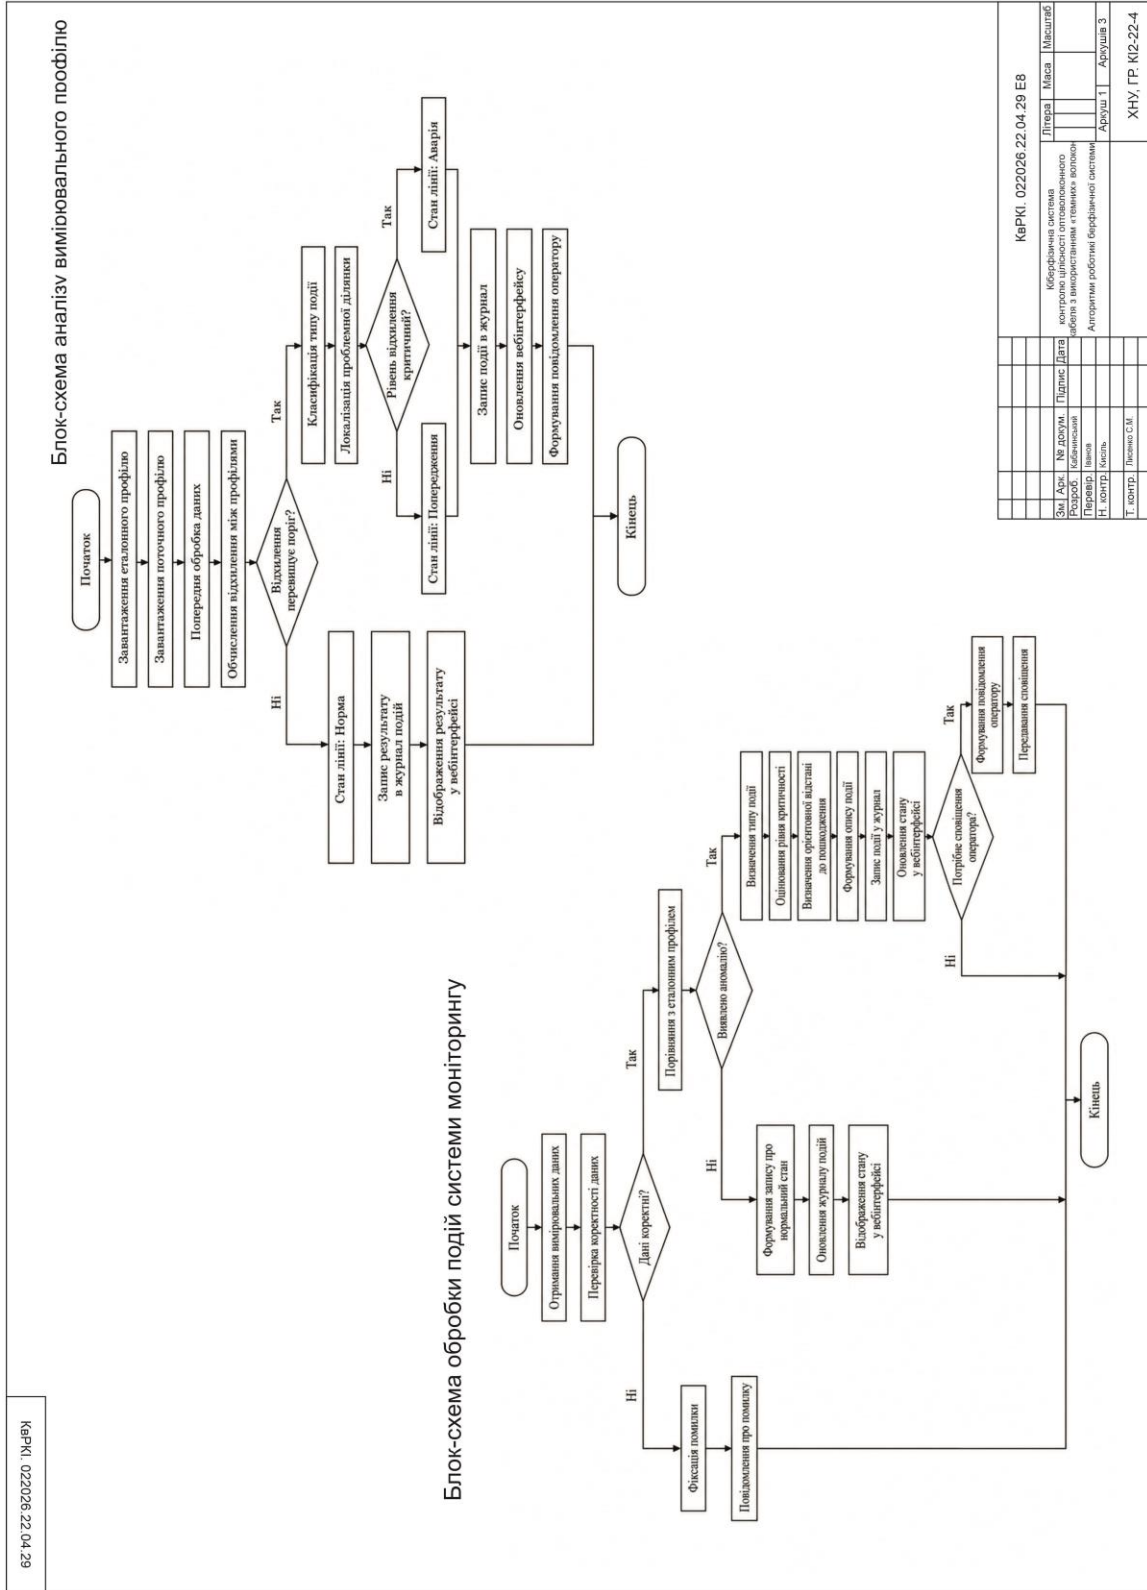 КвРКІ. 022026.22.04.29
Блок-схема обробки подій системи моніторингу
Початок
Отримання вимірювальних даних
Перевірка коректності даних
Дані коректні?
Ні
Так
Фіксація помилки
Повідомлення про помилку
Порівняння з еталонним профілем
Виявлено аномалію?
Ні
Так
Формування запису про
нормальний стан
Оновлення журналу подій
Відображення стану
у вебінтерфейсі
Визначення типу події
Оцінювання рівня критичності
Визначення орієнтовної відстані
до пошкодження
Формування опису події
Запис події у журнал
Оновлення стану
у вебінтерфейсі
Потрібне сповіщення
оператора?
Ні
Так
Формування повідомлення
оператору
Передавання сповіщення
Кінець
Блок-схема аналізу вимірювального профілю
Початок
Завантаження еталонного профілю
Завантаження поточного профілю
Попередня обробка даних
Обчислення відхилення між профілями
Відхилення
перевищує поріг?
Ні
Так
Стан лінії: Норма
Запис результату
в журнал подій
Відображення результату
у вебінтерфейсі
Класифікація типу події
Локалізація проблемної ділянки
Рівень відхилення
критичний?
Ні
Так
Стан лінії: Попередження
Стан лінії: Аварія
Запис події в журнал
Оновлення вебінтерфейсу
Формування повідомлення оператору
Кінець
КвРКІ. 022026.22.04.29 Е8
Зм. Арк. № докум. Підпис Дата
Розроб. Кабачинський
Перевір. Іванов
Н. контр. Кисіль
Т. контр. Лисенко С.М.
Кіберфізична система
контролю цілісності оптоволоконного
кабеля з використанням «темних» волокон
Алгоритми роботикі берфізичної системи
Літера Маса Масштаб
Аркуш 1 Аркушів 3
ХНУ, ГР. КІ2-22-4